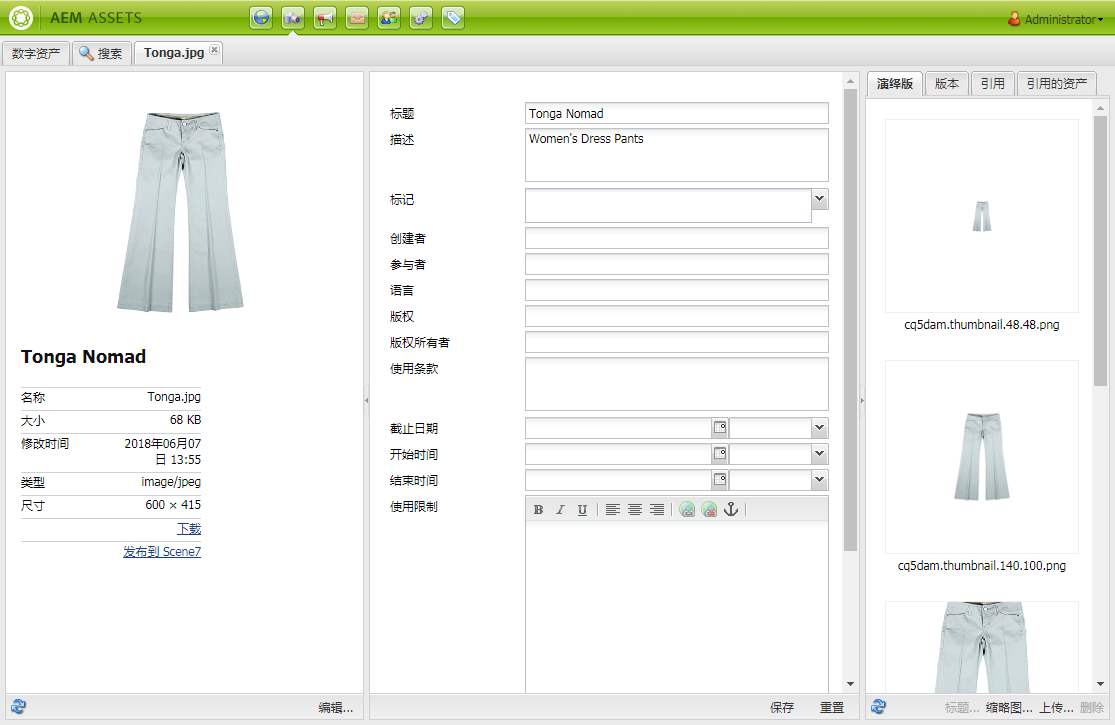 AEM ASSETS
Administrator
数字资产
搜索
Tonga.jpg
Tonga Nomad
名称 Tonga.jpg
大小 68 KB
修改时间 2018年06月07
日 13:55
类型 image/jpeg
尺寸 600 × 415
下载
发布到 Scene7
编辑...
标题 Tonga Nomad
描述 Women's Dress Pants
标记
创建者
参与者
语言
版权
版权所有者
使用条款
截止日期
开始时间
结束时间
使用限制
B I U
保存 重置
演绎版 版本 引用 引用的资产
cq5dam.thumbnail.48.48.png
cq5dam.thumbnail.140.100.png
标题... 缩略图... 上传... 删除